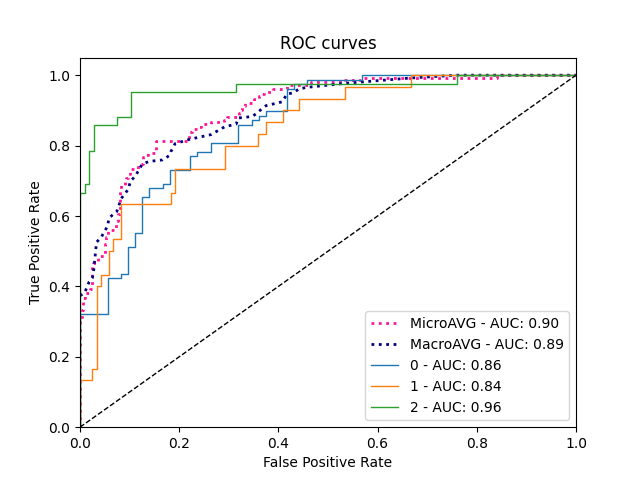 ROC curves
1.0
0.8
0.6
0.4
0.2
0.0
True Positive Rate
0.0 0.2 0.4 0.6 0.8 1.0
False Positive Rate
MicroAVG - AUC: 0.90
MacroAVG - AUC: 0.89
0 - AUC: 0.86
1 - AUC: 0.84
2 - AUC: 0.96